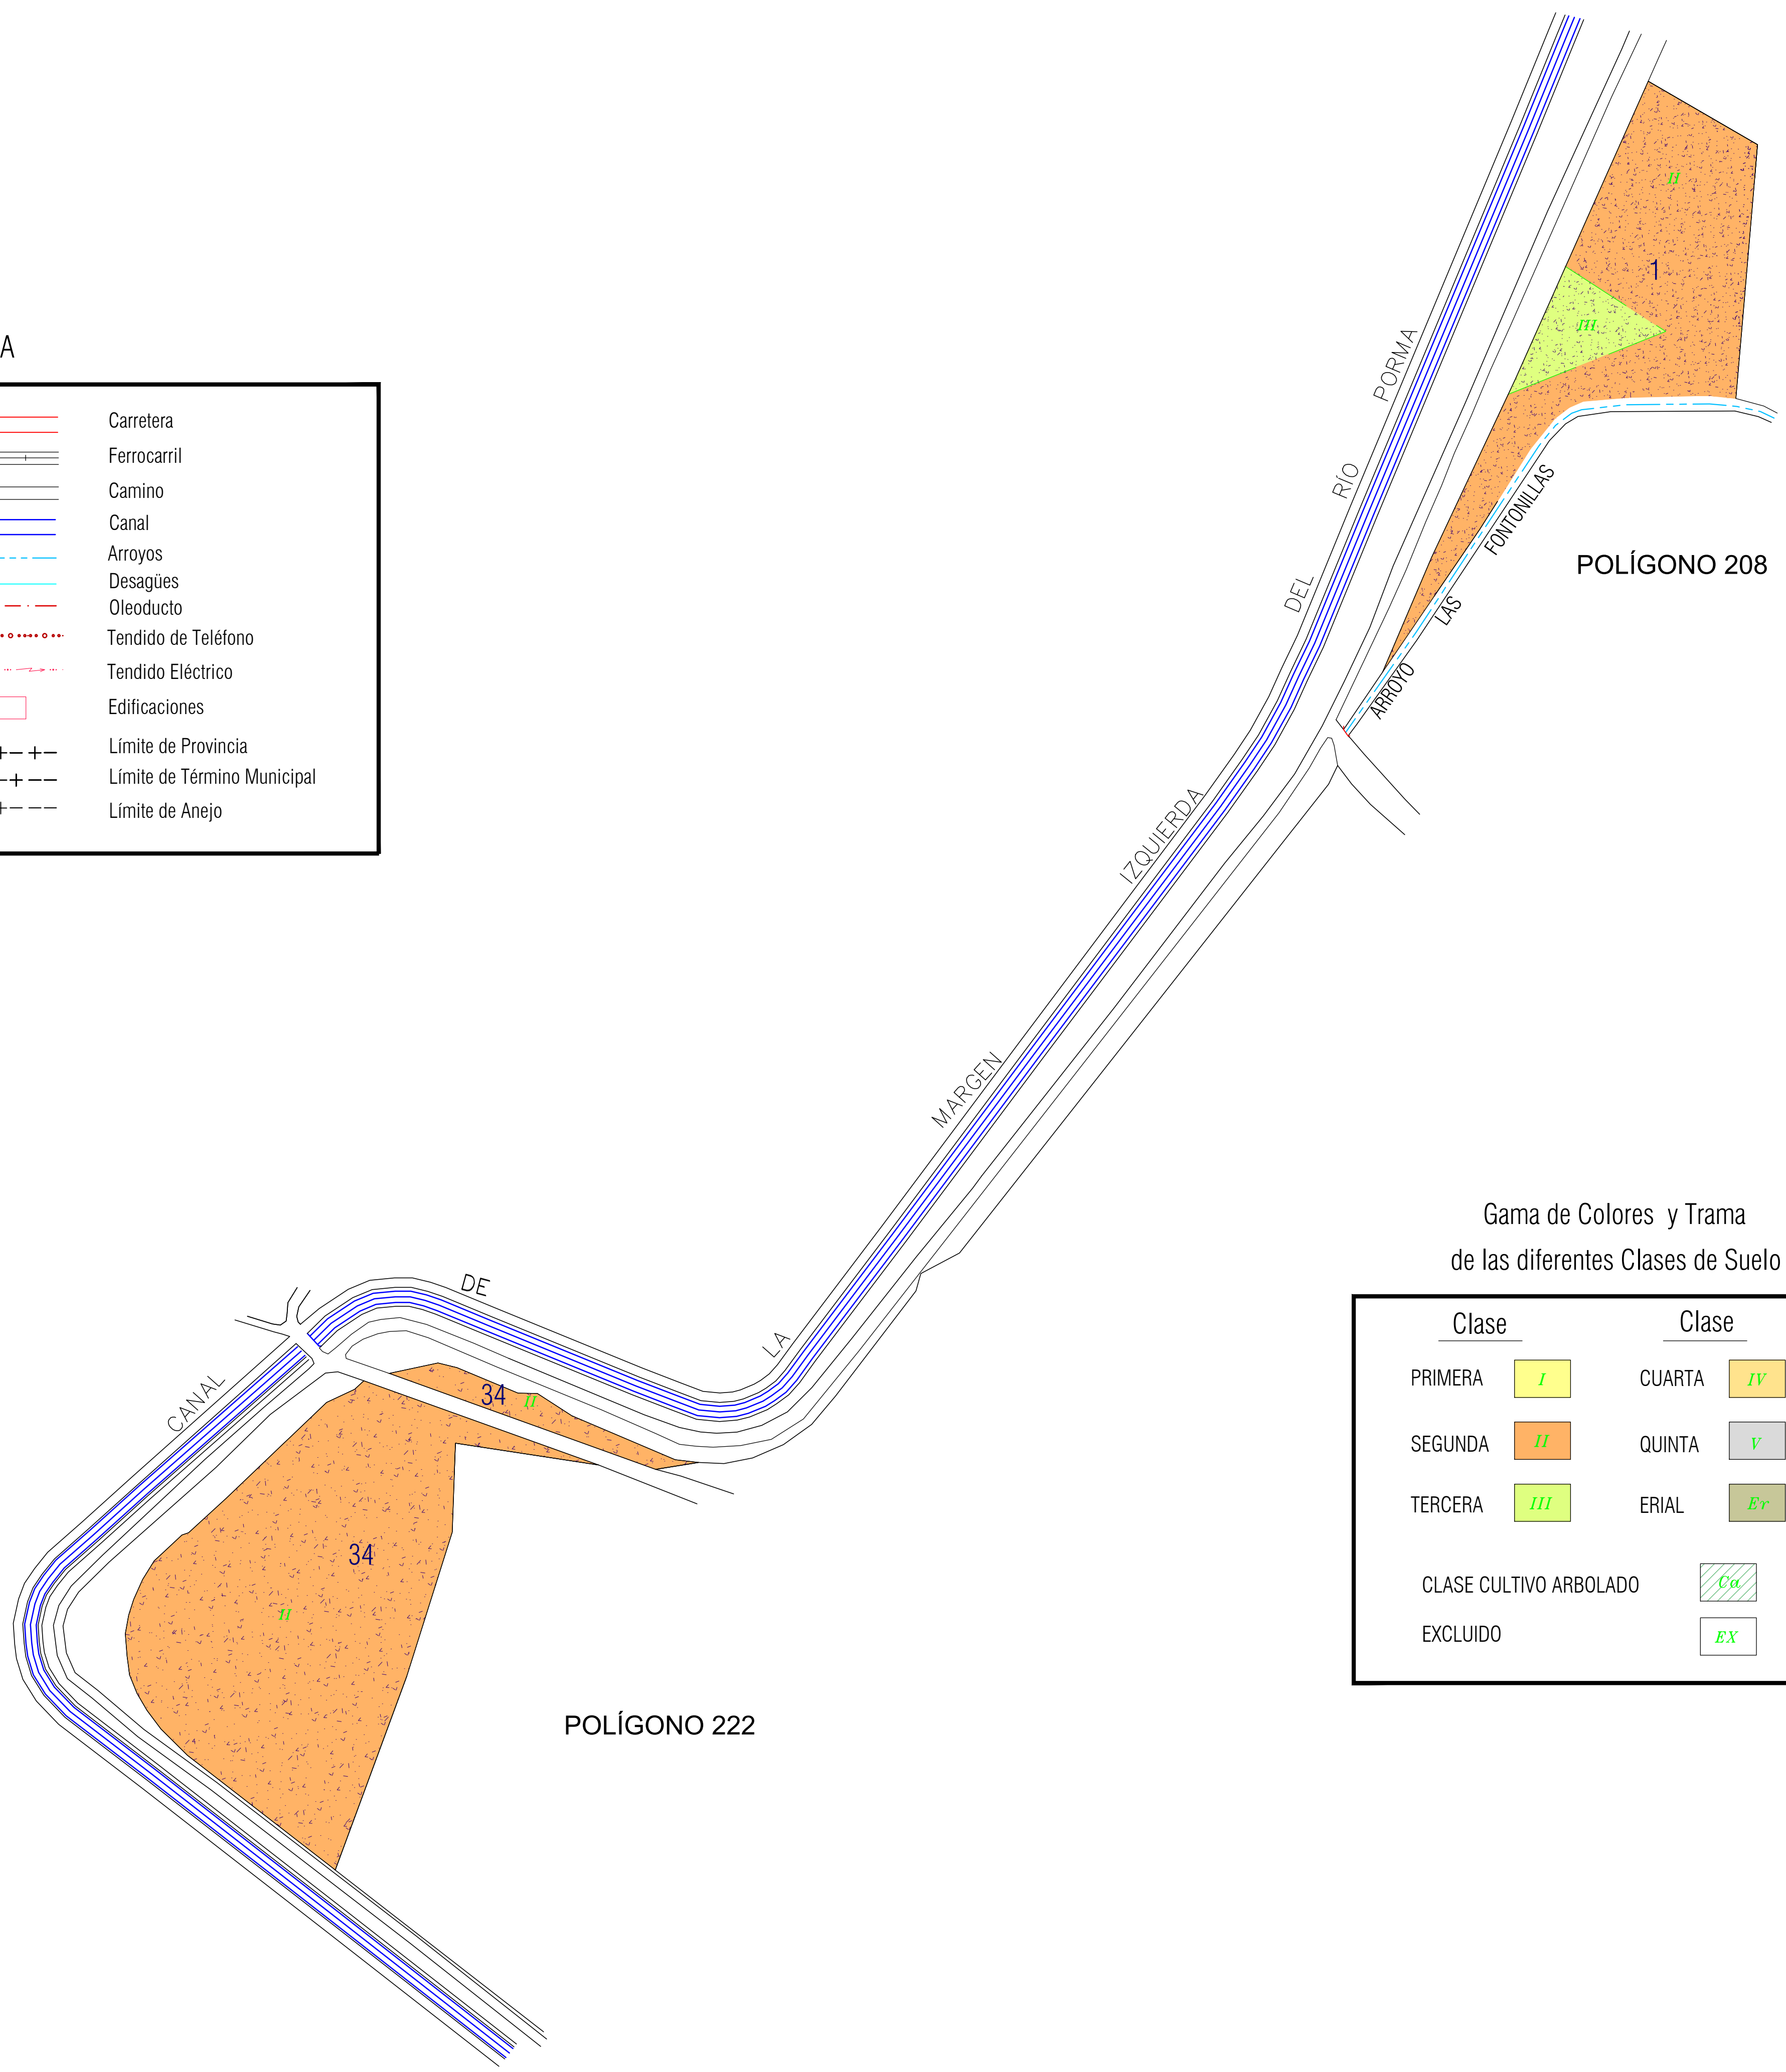 A
Carretera
Ferrocarril
Camino
Canal
Arroyos
Desagües
Oleoducto
Tendido de Teléfono
Tendido Eléctrico
Edificaciones
Límite de Provincia
Límite de Término Municipal
Límite de Anejo
II
1
III
POLÍGONO 208
ARROYO LAS FONTONILLAS
CANAL DE LA MARGEN IZQUIERDA DEL RÍO PORMA
34 II
34
II
POLÍGONO 222
Gama de Colores y Trama
de las diferentes Clases de Suelo
Clase Clase
PRIMERA I CUARTA IV
SEGUNDA II QUINTA V
TERCERA III ERIAL Er
CLASE CULTIVO ARBOLADO Ca
EXCLUIDO EX